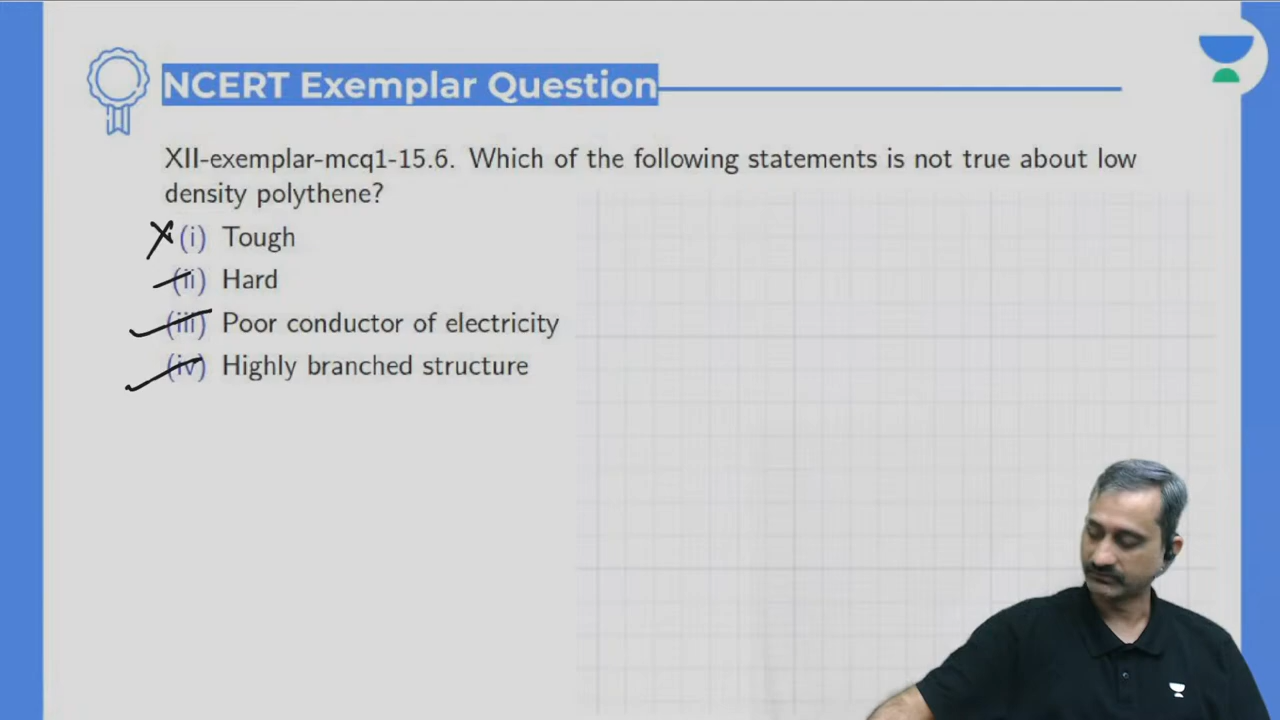 NCERT Exemplar Question
XII-exemplar-mcq1-15.6. Which of the following statements is not true about low
density polythene?
(i) Tough
(ii) Hard
(iii) Poor conductor of electricity
(iv) Highly branched structure